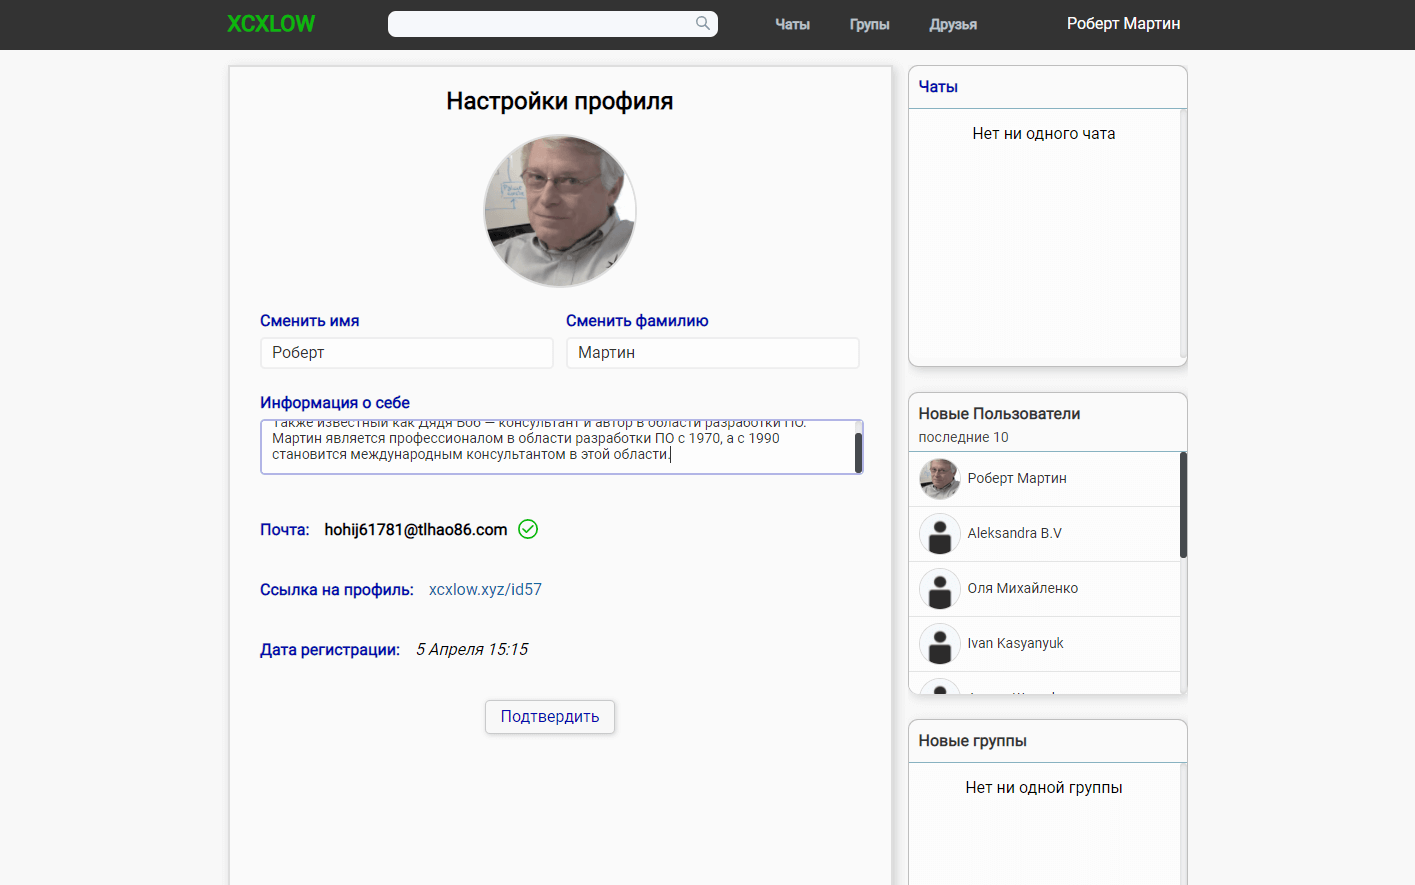 XCXLOW
Чаты
Групы
Друзья
Роберт Мартин
Настройки профиля
Сменить имя
Сменить фамилию
Роберт
Мартин
Информация о себе
также известный как Дядя Боб — консультант и автор в области разработки ПО.
Мартин является профессионалом в области разработки ПО с 1970, а с 1990
становится международным консультантом в этой области.
Почта: hohij61781@tlhao86.com
Ссылка на профиль: xcxlow.xyz/id57
Дата регистрации: 5 Апреля 15:15
Подтвердить
Чаты
Нет ни одного чата
Новые Пользователи
последние 10
Роберт Мартин
Aleksandra B.V
Оля Михайленко
Ivan Kasyanyuk
Новые группы
Нет ни одной группы